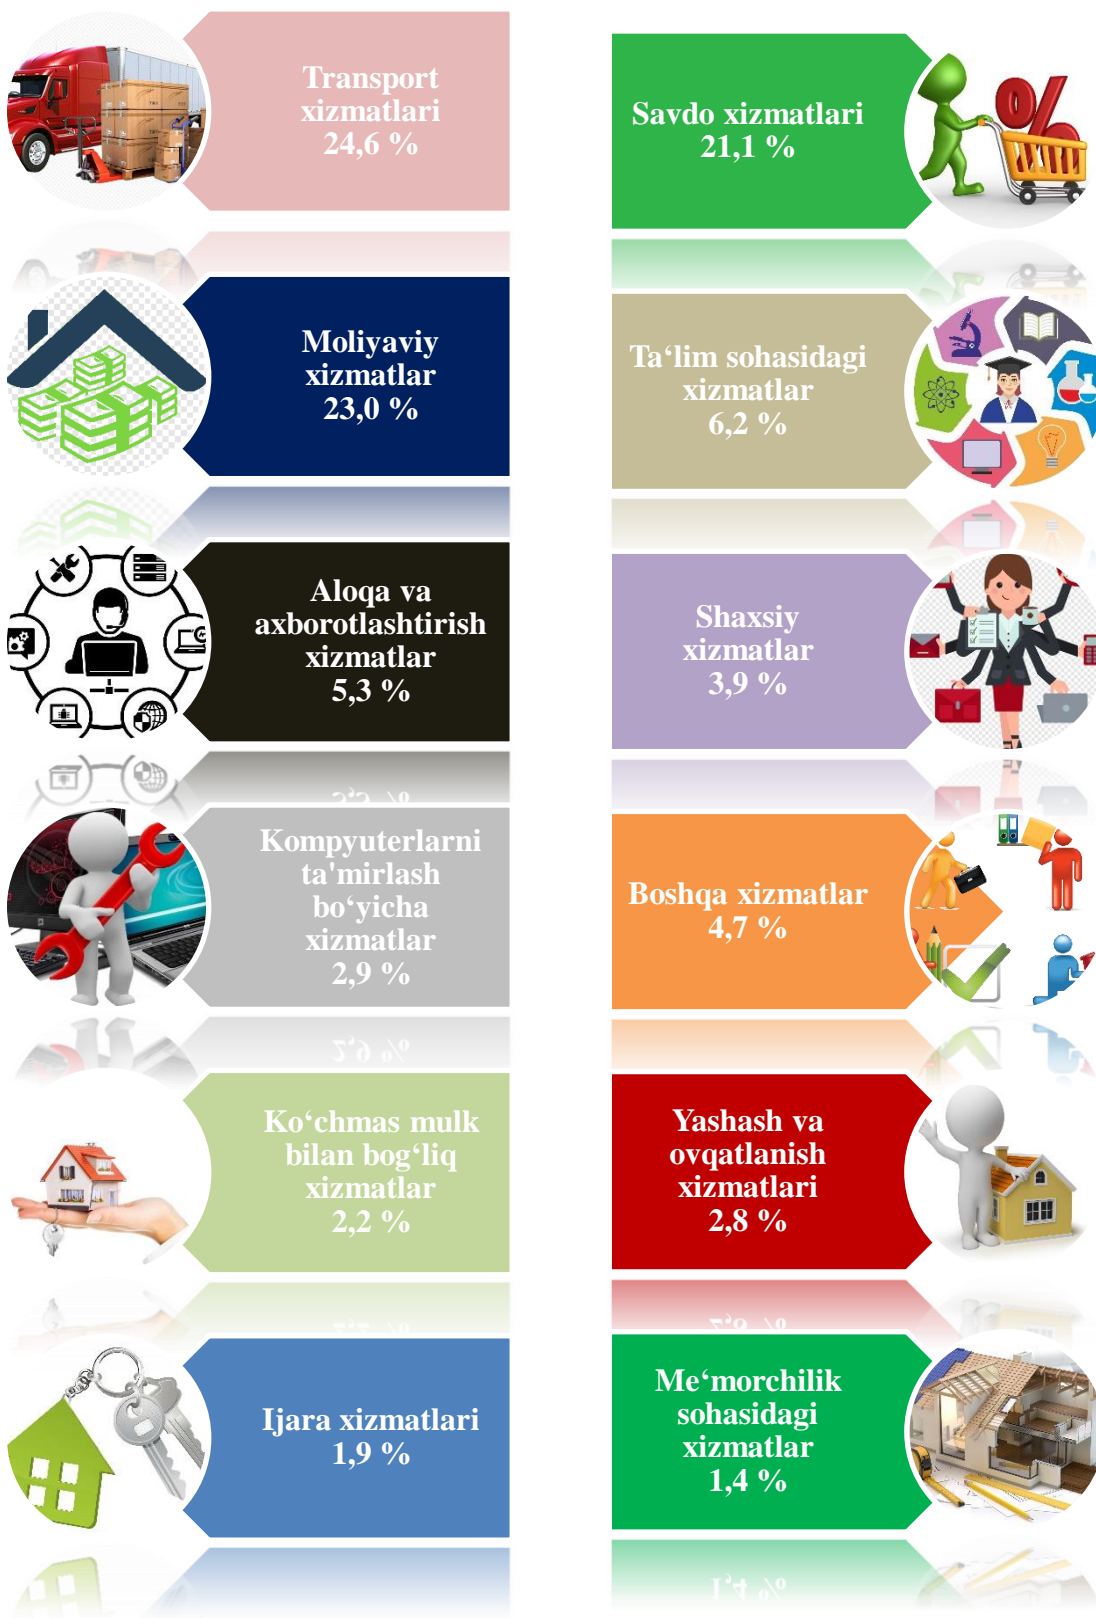 Transport
xizmatlari
24,6 %
Savdo xizmatlari
21,1 %
Moliyaviy
xizmatlar
23,0 %
Ta‘lim sohasidagi
xizmatlar
6,2 %
Aloqa va
axborotlashtirish
xizmatlar
5,3 %
Shaxsiy
xizmatlar
3,9 %
Kompyuterlarni
ta'mirlash
bo‘yicha
xizmatlar
2,9 %
Boshqa xizmatlar
4,7 %
Ko‘chmas mulk
bilan bog‘liq
xizmatlar
2,2 %
Yashash va
ovqatlanish
xizmatlari
2,8 %
Ijara xizmatlari
1,9 %
Me‘morchilik
sohasidagi
xizmatlar
1,4 %